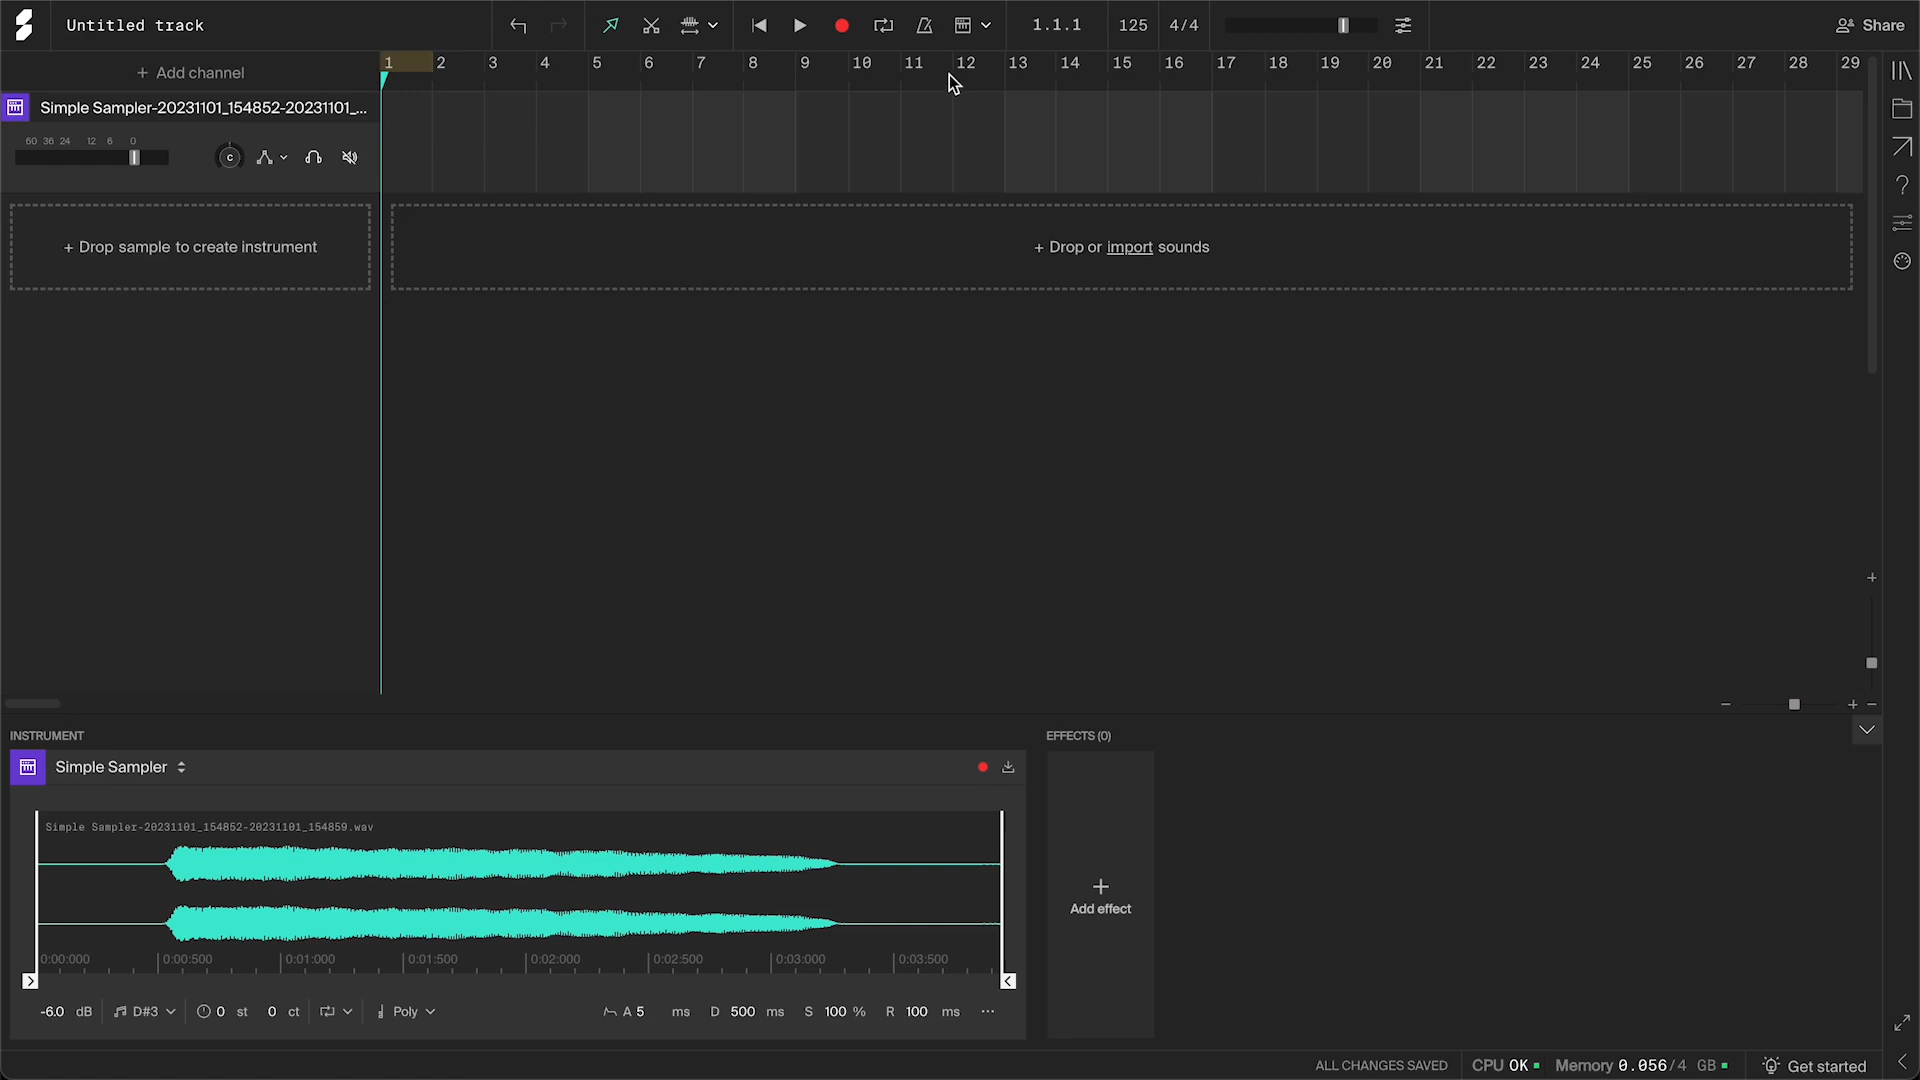 Untitled track
1.1.1 125 4/4
Share
+ Add channel
1 2 3 4 5 6 7 8 9 10 11 12 13 14 15 16 17 18 19 20 21 22 23 24 25 26 27 28 29
Simple Sampler-20231101_154852-20231101_...
60 36 24 12 6 0
C
+ Drop sample to create instrument
+ Drop or import sounds
INSTRUMENT
EFFECTS (0)
Simple Sampler
Simple Sampler-20231101_154852-20231101_154859.wav
+
Add effect
0:00:000 0:00:500 0:01:000 0:01:500 0:02:000 0:02:500 0:03:000 0:03:500
-6.0 dB D#3 0 st 0 ct Poly A 5 ms D 500 ms S 100 % R 100 ms ...
ALL CHANGES SAVED CPU OK Memory 0.056/4 GB Get started